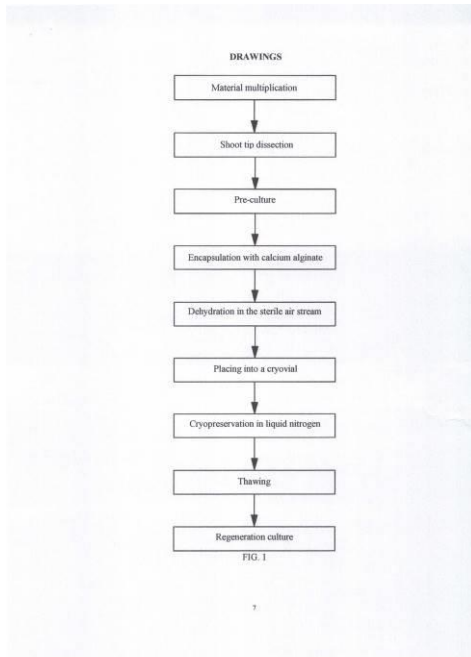 DRAWINGS
Material multiplication
Shoot tip dissection
Pre-culture
Encapsulation with calcium alginate
Dehydration in the sterile air stream
Placing into a cryovial
Cryopreservation in liquid nitrogen
Thawing
Regeneration culture
FIG. 1
7